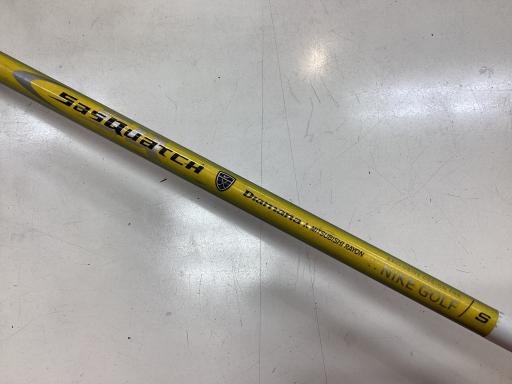 SasQuatch
Diamana
MITSUBISHI RAYON
NIKE GOLF
S